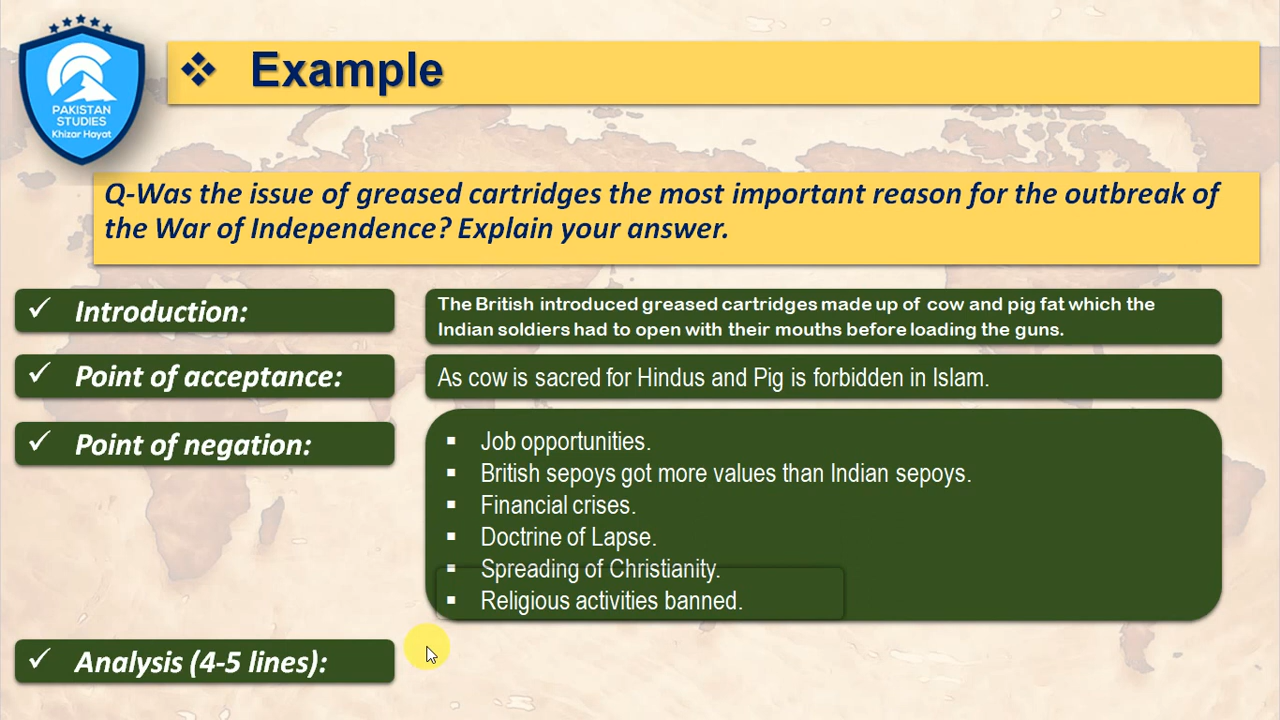 PAKISTAN
STUDIES
Khizar Hayat
Example
Q-Was the issue of greased cartridges the most important reason for the outbreak of
the War of Independence? Explain your answer.
Introduction:
The British introduced greased cartridges made up of cow and pig fat which the
Indian soldiers had to open with their mouths before loading the guns.
Point of acceptance:
As cow is sacred for Hindus and Pig is forbidden in Islam.
Point of negation:
Job opportunities.
British sepoys got more values than Indian sepoys.
Financial crises.
Doctrine of Lapse.
Spreading of Christianity.
Religious activities banned.
Analysis (4-5 lines):